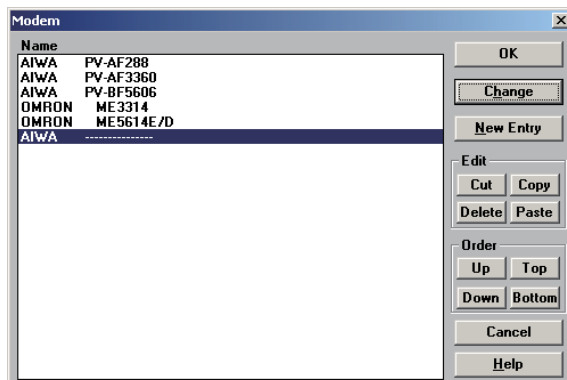 Modem
Name
AIWA PV-AF288
AIWA PV-AF3360
AIWA PV-BF5606
OMRON ME3314
OMRON ME5614E/D
AIWA ---------------
OK
Change
New Entry
Edit
Cut Copy
Delete Paste
Order
Up Top
Down Bottom
Cancel
Help